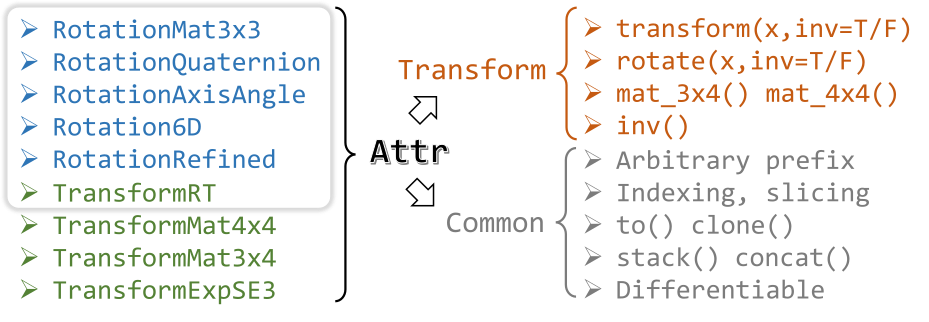 RotationMat3x3
RotationQuaternion
RotationAxisAngle
Rotation6D
RotationRefined
TransformRT
TransformMat4x4
TransformMat3x4
TransformExpSE3
Attr
Transform
transform(x,inv=T/F)
rotate(x,inv=T/F)
mat_3x4() mat_4x4()
inv()
Common
Arbitrary prefix
Indexing, slicing
to() clone()
stack() concat()
Differentiable